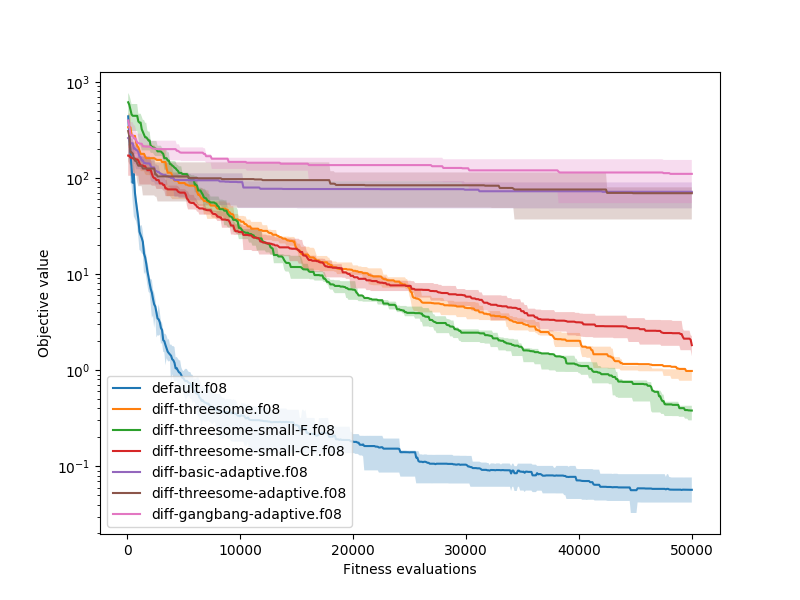 10³
10²
10¹
10⁰
10⁻¹
Objective value
default.f08
diff-threesome.f08
diff-threesome-small-F.f08
diff-threesome-small-CF.f08
diff-basic-adaptive.f08
diff-threesome-adaptive.f08
diff-gangbang-adaptive.f08
0 10000 20000 30000 40000 50000
Fitness evaluations